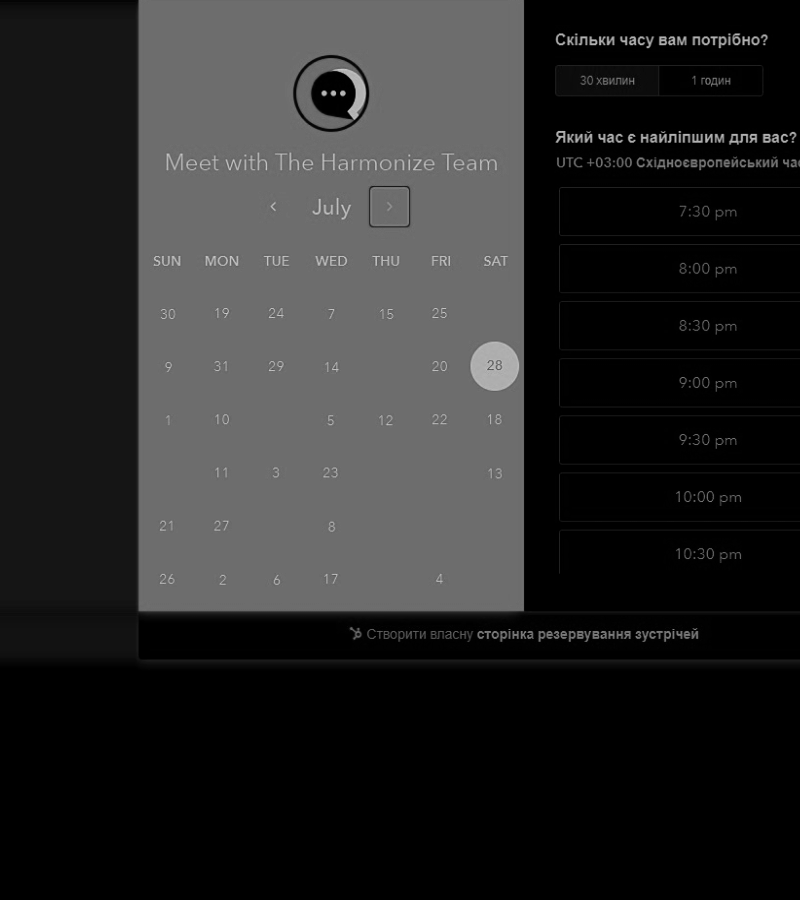 Скільки часу вам потрібно?
30 хвилин 1 годин
Meet with The Harmonize Team
July
SUN MON TUE WED THU FRI SAT
30 19 24 7 15 25
9 31 29 14 20 28
1 10 5 12 22 18
11 3 23 13
21 27 8
26 2 6 17 4
Який час є найліпшим для вас?
UTC +03:00 Східноєвропейський
7:30 pm
8:00 pm
8:30 pm
9:00 pm
9:30 pm
10:00 pm
10:30 pm
Створити власну сторінка резервування зустрічей